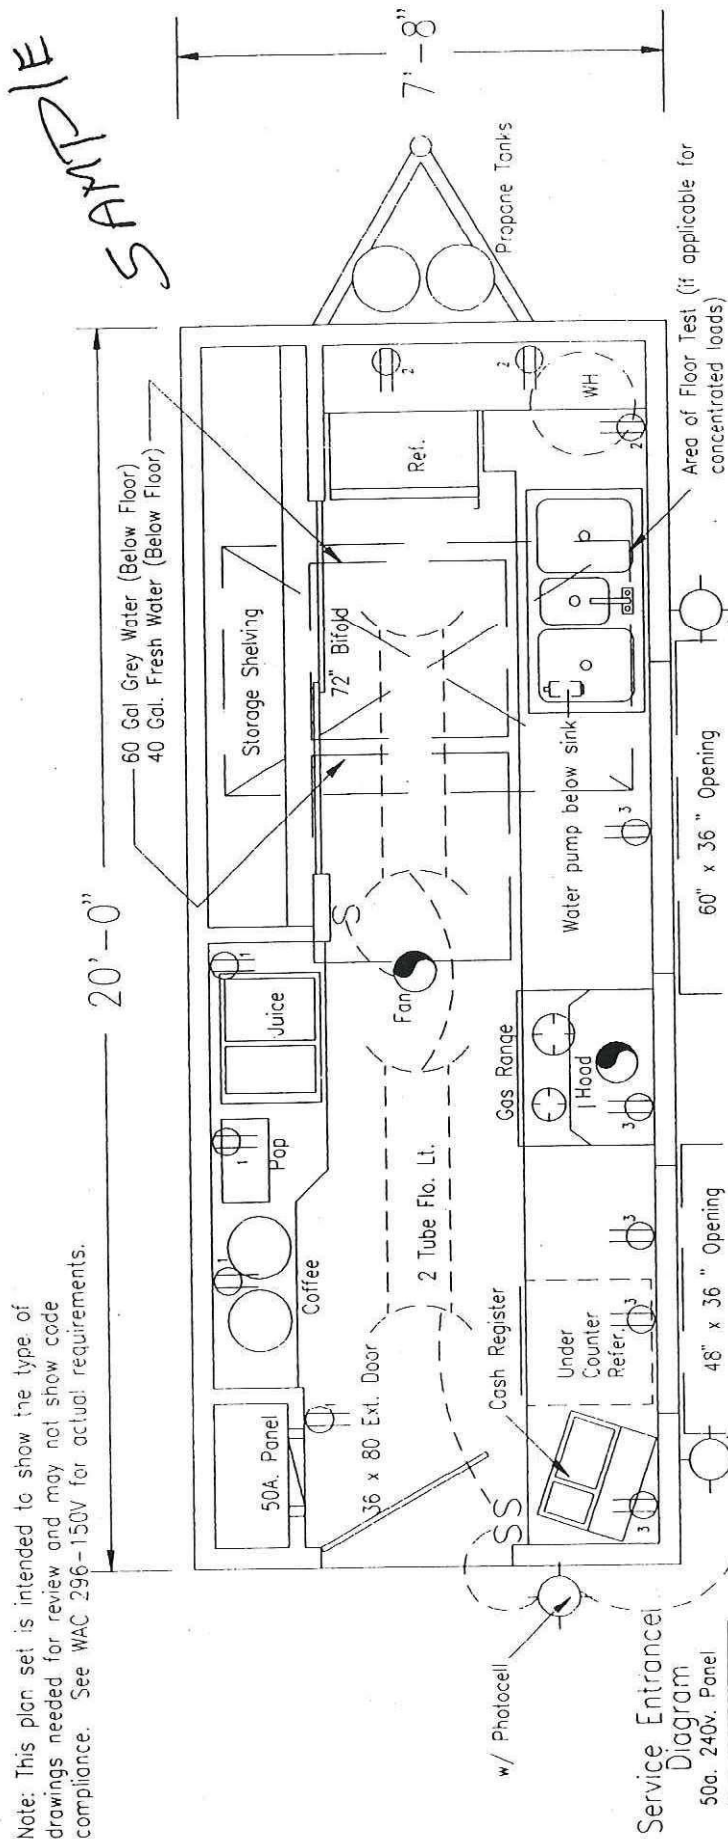 Note: This plan set is intended to show the type of
drawings needed for review and may not show code
compliance. See WAC 296-150V for actual requirements.
SAMPLE
20'-0"
7'-8"
60 Gal Grey Water (Below Floor)
40 Gal. Fresh Water (Below Floor)
Storage Shelving
72" Bifold
Ref.
2
2
WH
2
Propane Tanks
Area of Floor Test (if applicable for
concentrated loads)
50A. Panel
1
Coffee
1
Pop
1
Juice
1
S
Fan
36 x 80 Ext. Door
2 Tube Flo. Lt.
Cash Register
Gas Range
Hood
3
Water pump below sink
3
Under
Counter
Refer.
3
3
3
SS
w/ Photocell
48" x 36" Opening
60" x 36" Opening
Service Entrance
Diagram
50a. 240v. Panel